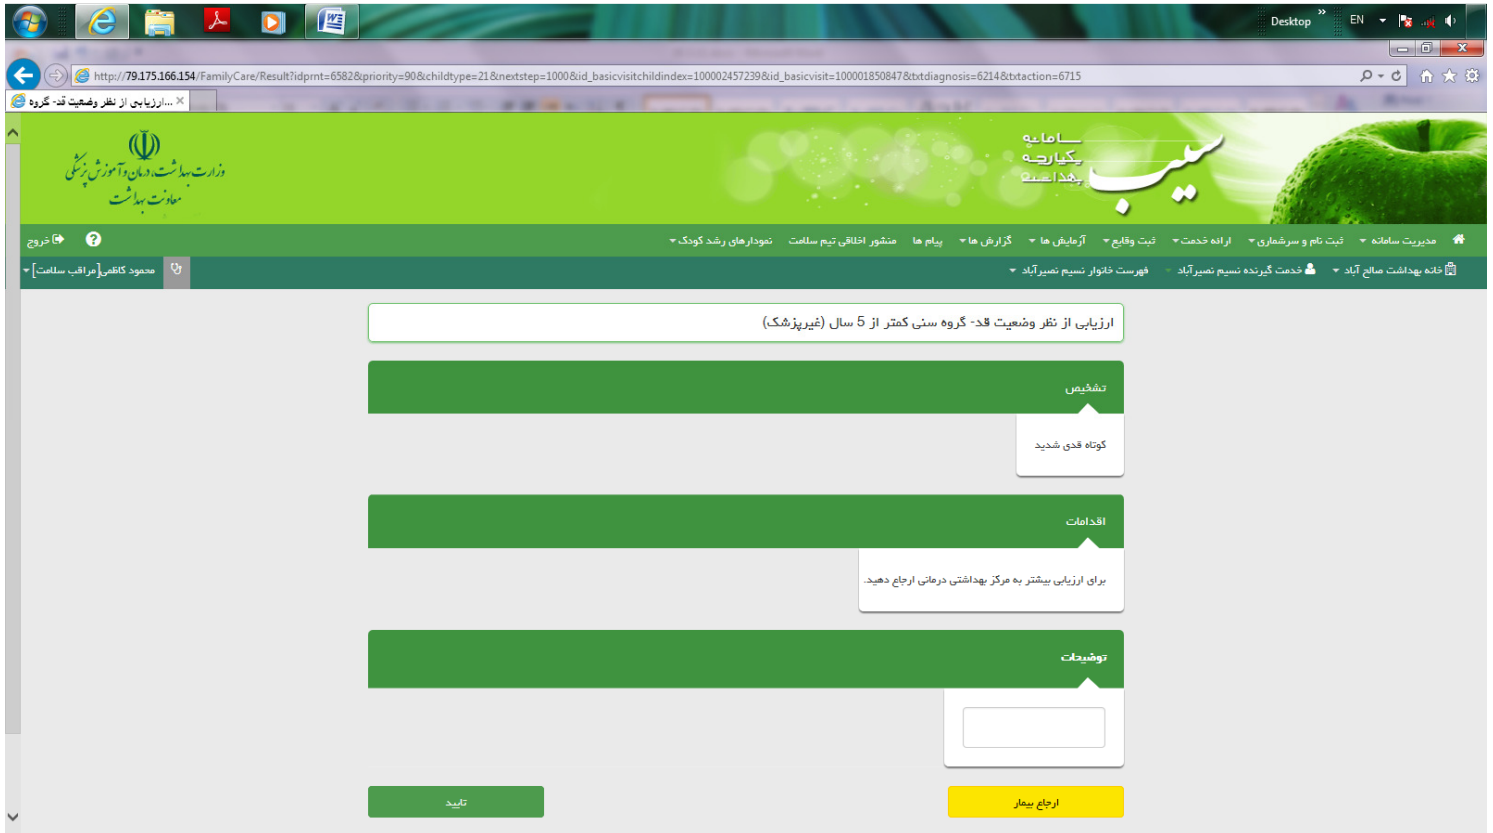 Desktop
EN
http://79.175.166.154/FamilyCare/Result?idprnt=6582&priority=90&childtype=21&nextstep=1000&id_basicvisitchildindex=100002457239&id_basicvisit=100001850847&txtdiagnosis=6214&txtaction=6715
ارزیابی از نظر وضعیت قد- گروه...
وزارت بهداشت، درمان و آموزش پزشکی
معاونت بهداشت
سامانه
یکپارچه
بهداشت
سیب
مدیریت سامانه
ثبت نام و سرشماری
ارائه خدمت
ثبت وقایع
آزمایش ها
گزارش ها
پیام ها
منشور اخلاقی تیم سلامت
نمودارهای رشد کودک
خروج
خانه بهداشت صالح آباد
خدمت گیرنده نسیم نصیرآباد
فهرست خانوار نسیم نصیرآباد
محمود کاظمی[مراقب سلامت]
ارزیابی از نظر وضعیت قد- گروه سنی کمتر از 5 سال (غیرپزشک)
تشخیص
کوتاه قدی شدید
اقدامات
برای ارزیابی بیشتر به مرکز بهداشتی درمانی ارجاع دهید.
توضیحات
ارجاع بیمار
تایید